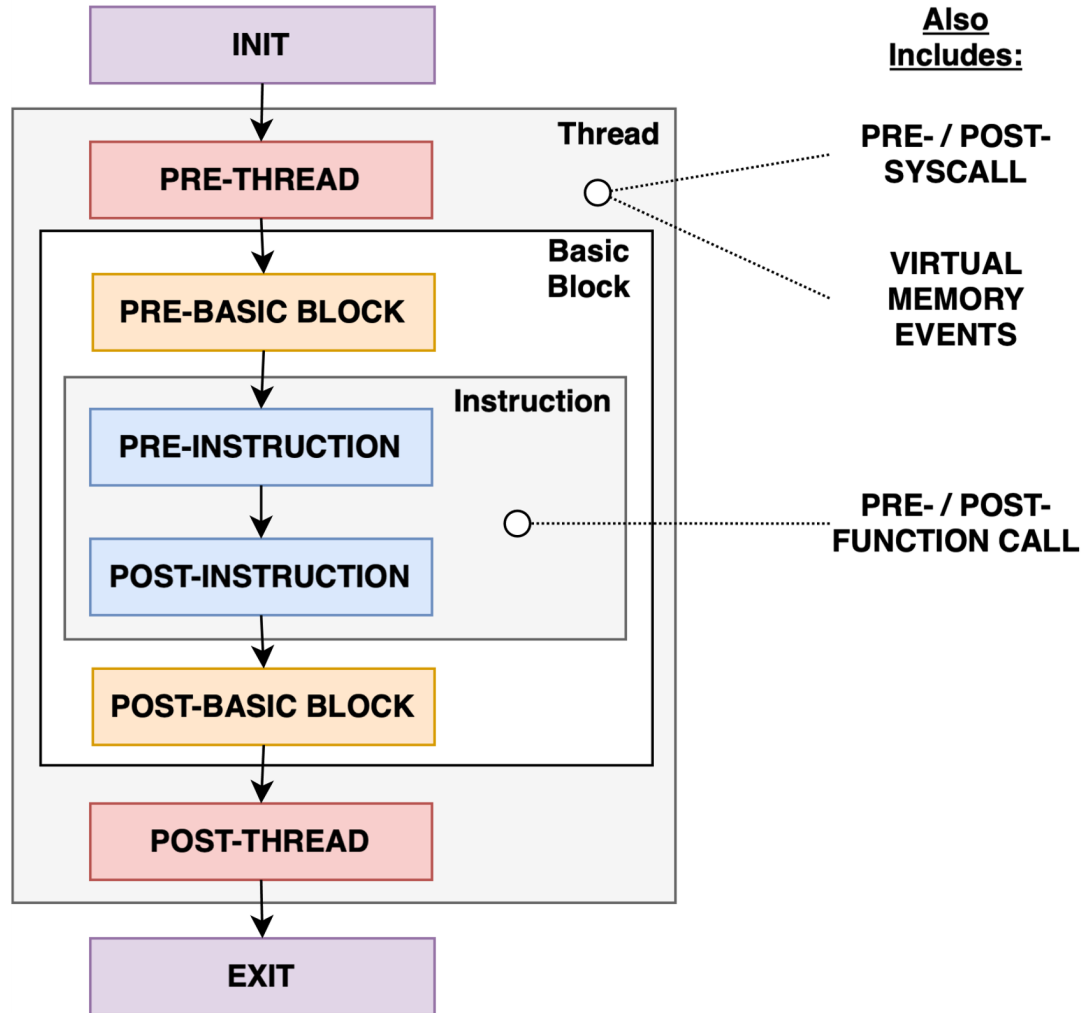 INIT
Thread
PRE-THREAD
Basic
Block
PRE-BASIC BLOCK
Instruction
PRE-INSTRUCTION
POST-INSTRUCTION
POST-BASIC BLOCK
POST-THREAD
EXIT
Also
Includes:
PRE- / POST-
SYSCALL
VIRTUAL
MEMORY
EVENTS
PRE- / POST-
FUNCTION CALL